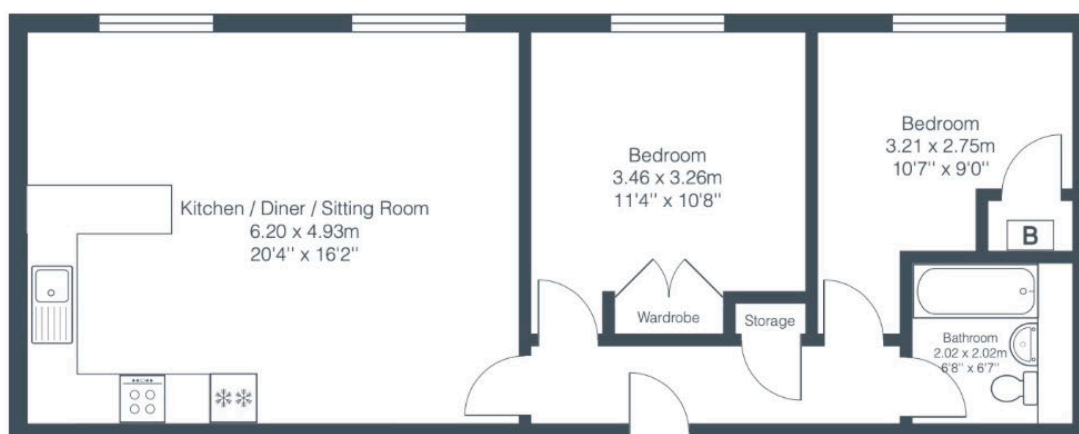 Kitchen / Diner / Sitting Room
6.20 x 4.93m
20'4'' x 16'2''
Bedroom
3.46 x 3.26m
11'4'' x 10'8''
Wardrobe
Storage
Bedroom
3.21 x 2.75m
10'7'' x 9'0''
B
Bathroom
2.02 x 2.02m
6'8'' x 6'7''